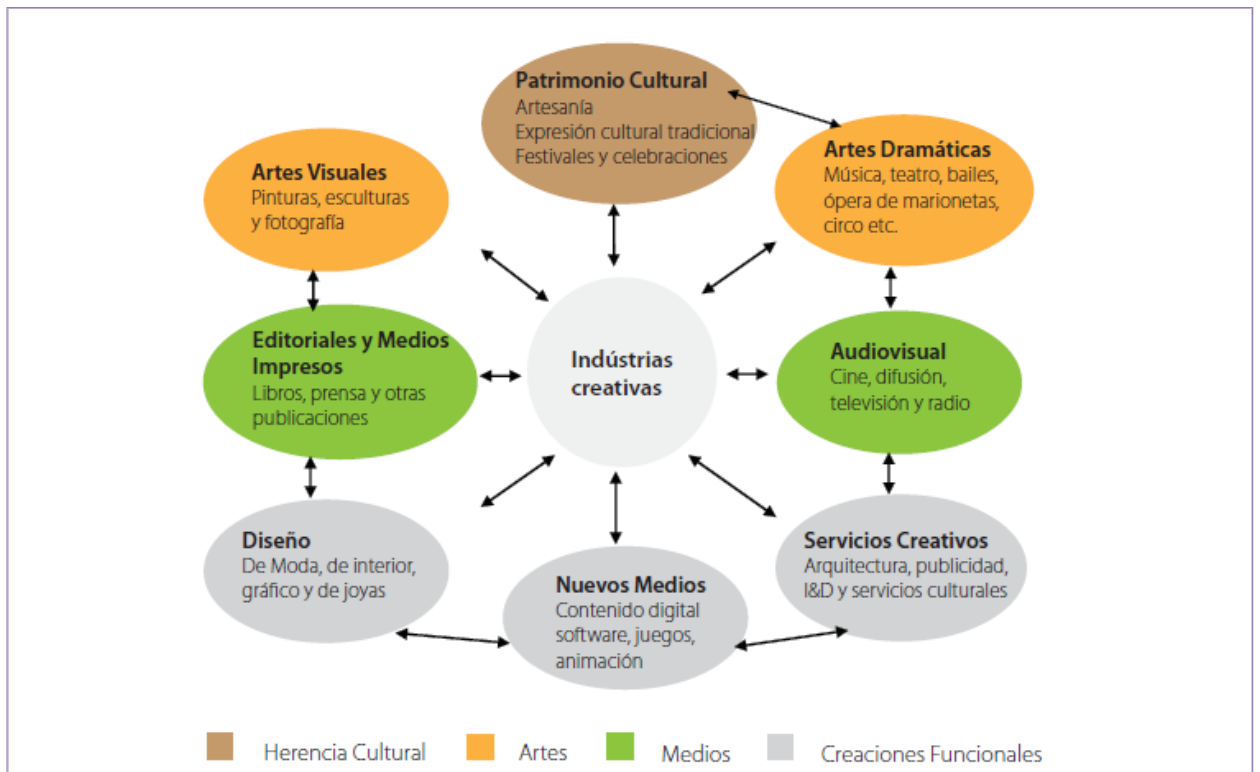 Patrimonio Cultural
Artesanía
Expresión cultural tradicional
Festivales y celebraciones
Artes Visuales
Pinturas, esculturas
y fotografía
Artes Dramáticas
Música, teatro, bailes,
ópera de marionetas,
circo etc.
Editoriales y Medios
Impresos
Libros, prensa y otras
publicaciones
Indústrias
creativas
Audiovisual
Cine, difusión,
televisión y radio
Diseño
De Moda, de interior,
gráfico y de joyas
Nuevos Medios
Contenido digital
software, juegos,
animación
Servicios Creativos
Arquitectura, publicidad,
I&D y servicios culturales
Herencia Cultural
Artes
Medios
Creaciones Funcionales